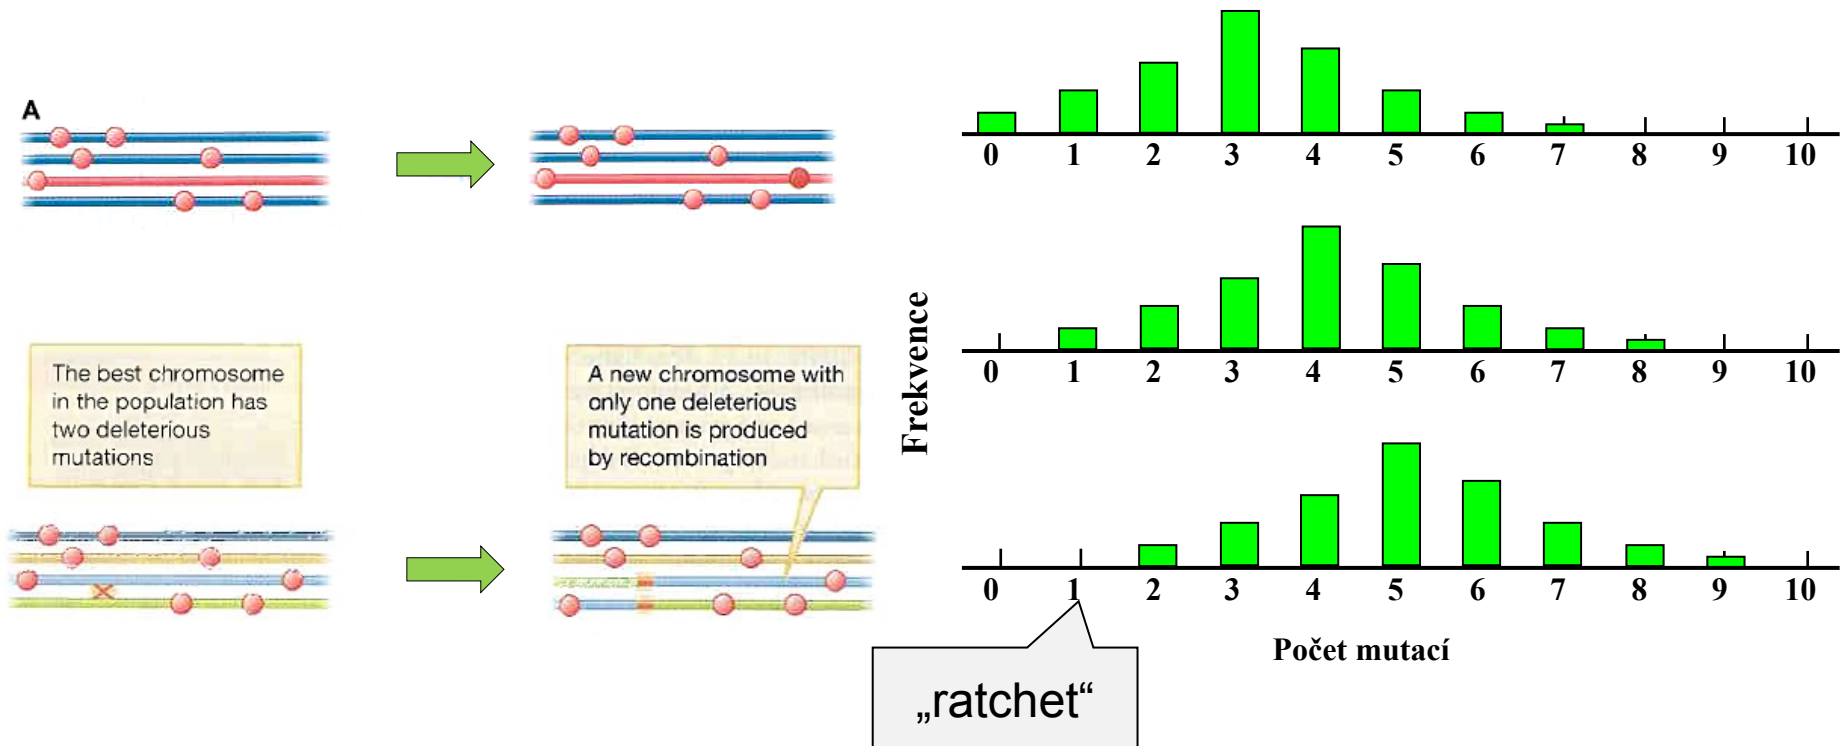 A
The best chromosome
in the population has
two deleterious
mutations
A new chromosome with
only one deleterious
mutation is produced
by recombination
Frekvence
0 1 2 3 4 5 6 7 8 9 10
0 1 2 3 4 5 6 7 8 9 10
0 1 2 3 4 5 6 7 8 9 10
Počet mutací
„ratchet“